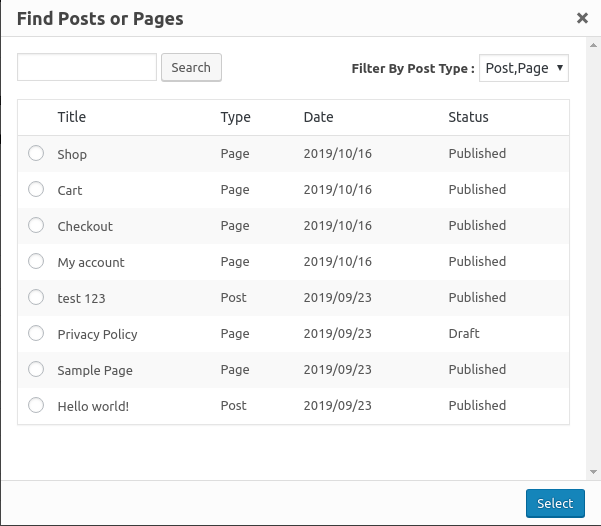 Find Posts or Pages ×
Search Filter By Post Type : Post,Page
Title Type Date Status
Shop Page 2019/10/16 Published
Cart Page 2019/10/16 Published
Checkout Page 2019/10/16 Published
My account Page 2019/10/16 Published
test 123 Post 2019/09/23 Published
Privacy Policy Page 2019/09/23 Draft
Sample Page Page 2019/09/23 Published
Hello world! Post 2019/09/23 Published
Select